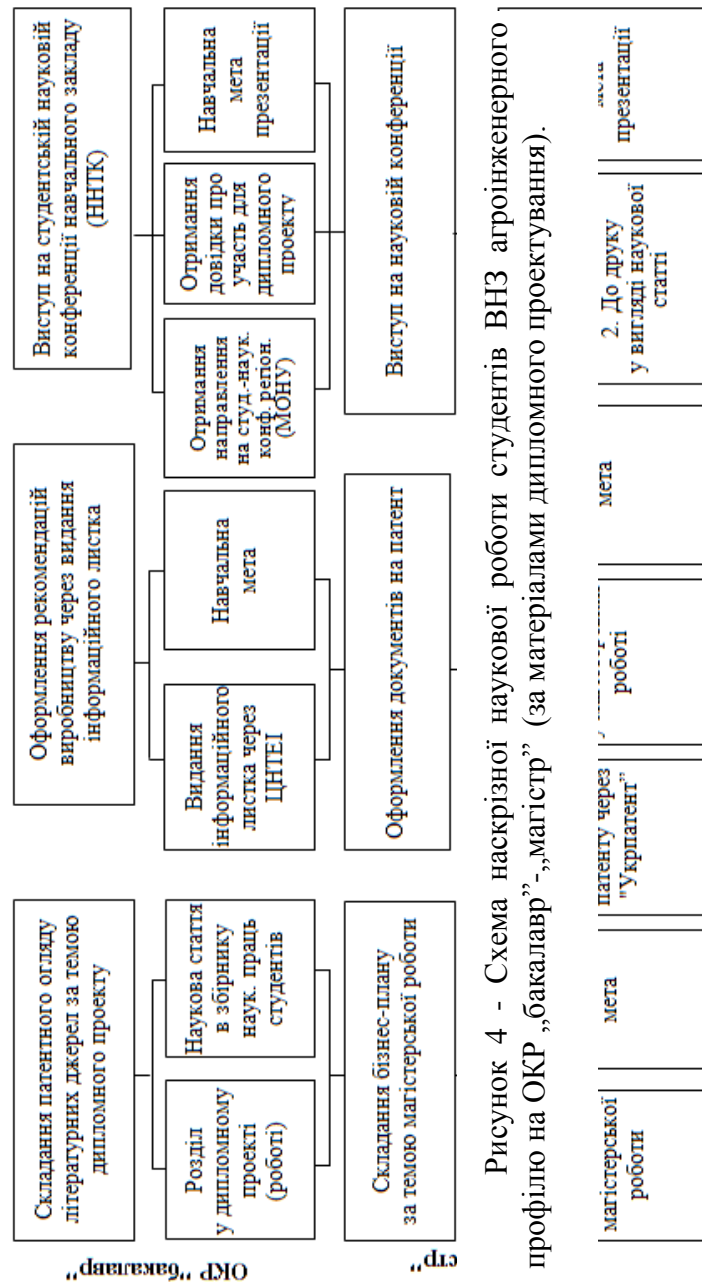 Складання патентного огляду
літературних джерел за темою
дипломного проекту
Оформлення рекомендацій
виробництву через видання
інформаційного листка
Виступ на студентській науковій
конференції навчального закладу
(ННТК)
ОКР "бакалавр"
Розділ
у дипломному
проекті
(роботі)
Наукова стаття
в збірнику
наук. праць
студентів
Видання
інформаційного
листка через
ЦНТЕІ
Навчальна
мета
Отримання
направлення
на студ.-наук.
конф. регіон.
(МОНУ)
Отримання
довідки про
участь для
дипломного
проекту
Навчальна
мета
презентації
стр"
Складання бізнес-плану
за темою магістерської роботи
Оформлення документів на патент
Виступ на науковій конференції
Рисунок 4 - Схема наскрізної наукової роботи студентів ВНЗ агроінженерного
профілю на ОКР „бакалавр”-„магістр” (за матеріалами дипломного проектування).
магістерської
роботи
мета
патенту через
"Укрпатент"
роботі
мета
2. До друку
у вигляді наукової
статті
презентації